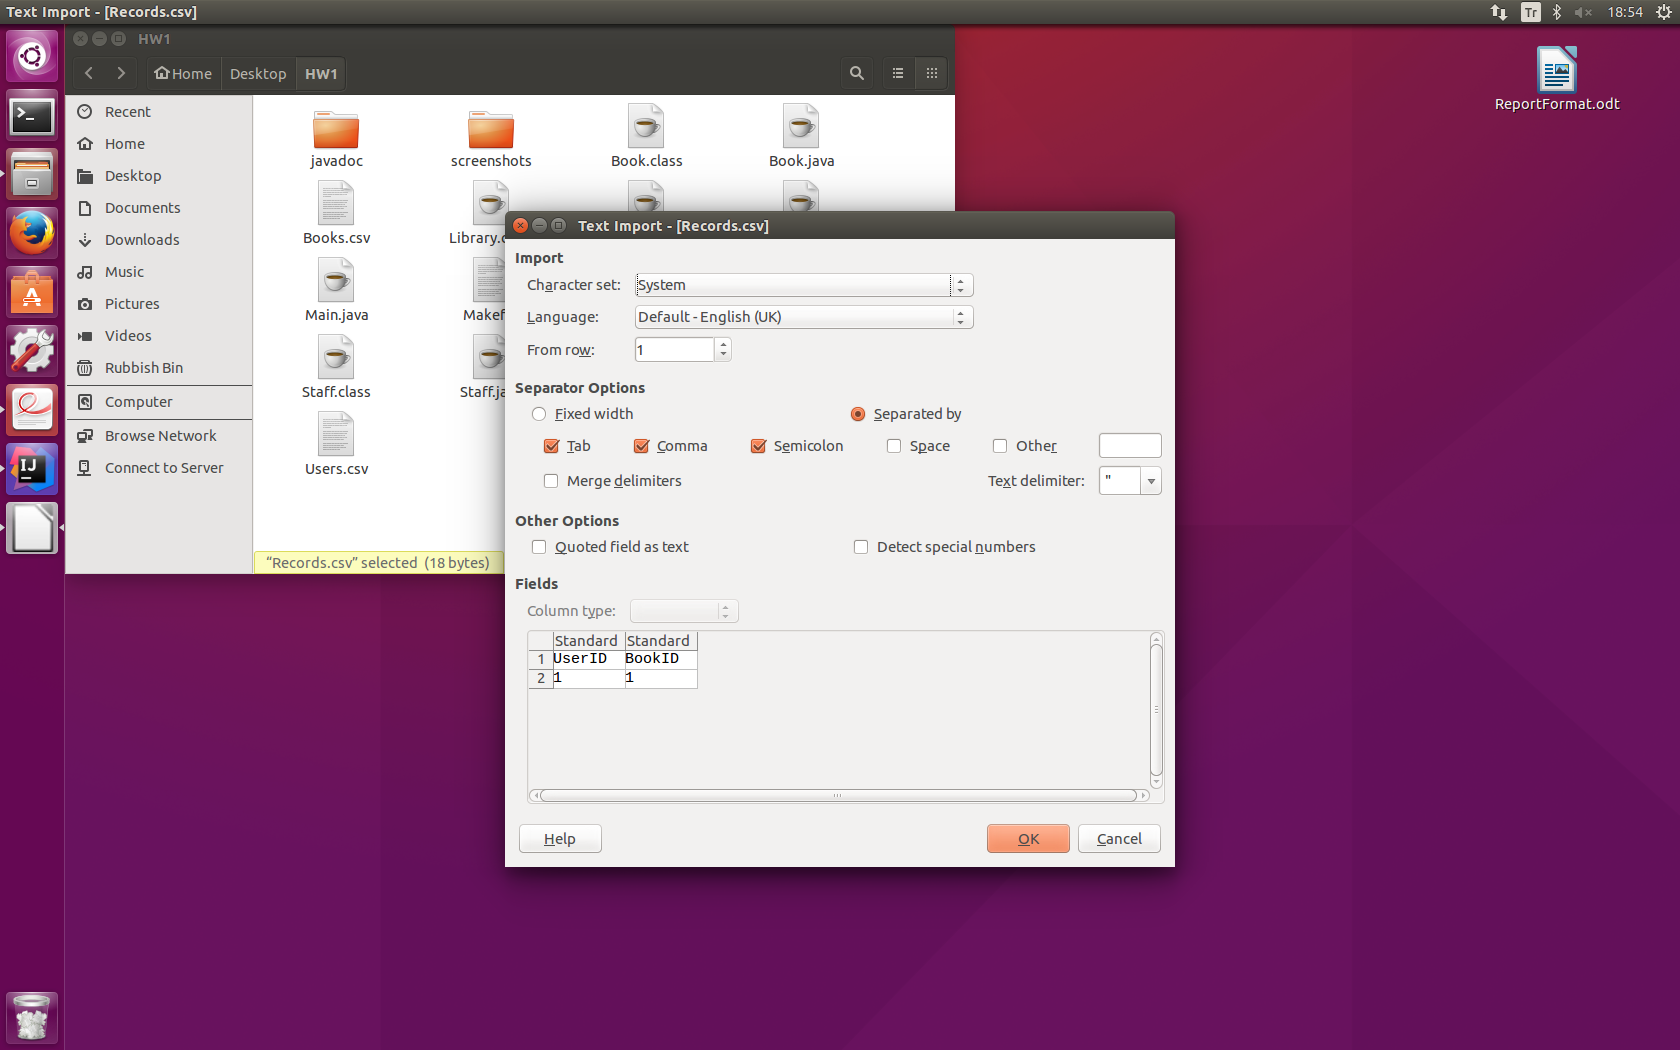 Text Import - [Records.csv]
Tr
18:54
HW1
Home
Desktop
HW1
ReportFormat.odt
Recent
Home
Desktop
Documents
Downloads
Music
Pictures
Videos
Rubbish Bin
Computer
Browse Network
Connect to Server
javadoc
screenshots
Book.class
Book.java
Books.csv
Library.
Main.java
Makef
Staff.class
Staff.ja
Users.csv
"Records.csv" selected (18 bytes)
Text Import - [Records.csv]
Import
Character set: System
Language: Default - English (UK)
From row: 1
Separator Options
Fixed width
Separated by
Tab
Comma
Semicolon
Space
Other
Merge delimiters
Text delimiter: "
Other Options
Quoted field as text
Detect special numbers
Fields
Column type:
Standard Standard
1 UserID BookID
2 1 1
Help
OK
Cancel